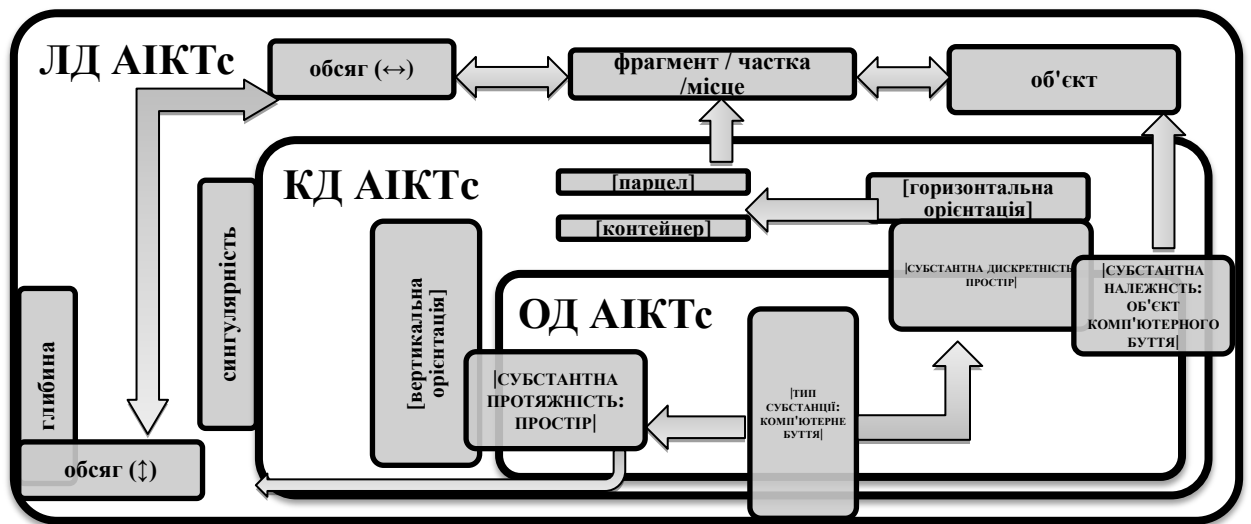 ЛД АІКТс
обсяг (↔)
фрагмент / частка
/місце
об'єкт
КД АІКТс
[парцел]
[контейнер]
[горизонтальна
орієнтація]
сингулярність
[вертикальна
орієнтація]
|СУБСТАНТНА ДИСКРЕТНІСТЬ
ПРОСТІР|
|СУБСТАНТНА
НАЛЕЖНСТЬ:
ОБ'ЄКТ
КОМП'ЮТЕРНОГО
БУТТЯ|
ОД АІКТс
глибина
|СУБСТАНТНА
ПРОТЯЖНІСТЬ:
ПРОСТІР|
|ТИП
СУБСТАНЦІЇ:
КОМП'ЮТЕРНЕ
БУТТЯ|
обсяг (↕)